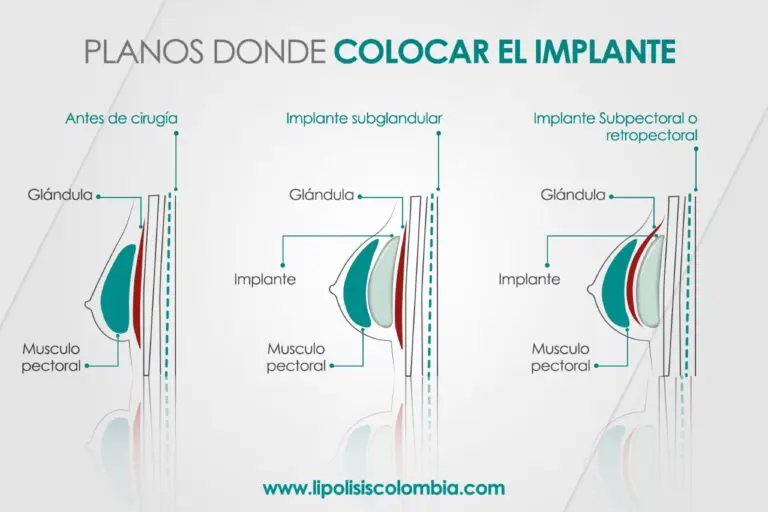 PLANOS DONDE COLOCAR EL IMPLANTE
Antes de cirugía
Glándula
Musculo
pectoral
Implante subglandular
Glándula
Implante
Musculo
pectoral
Implante Subpectoral o
retropectoral
Glándula
Implante
Musculo
pectoral
www.lipolisiscolombia.com